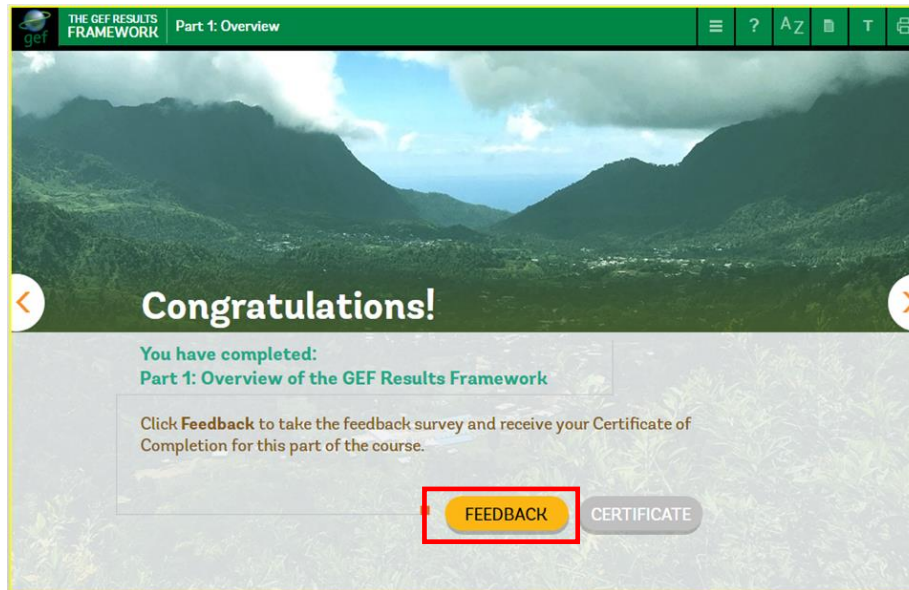 gef
THE GEF RESULTS
FRAMEWORK
Part 1: Overview
?
AZ
T
Congratulations!
You have completed:
Part 1: Overview of the GEF Results Framework
Click Feedback to take the feedback survey and receive your Certificate of
Completion for this part of the course.
FEEDBACK
CERTIFICATE